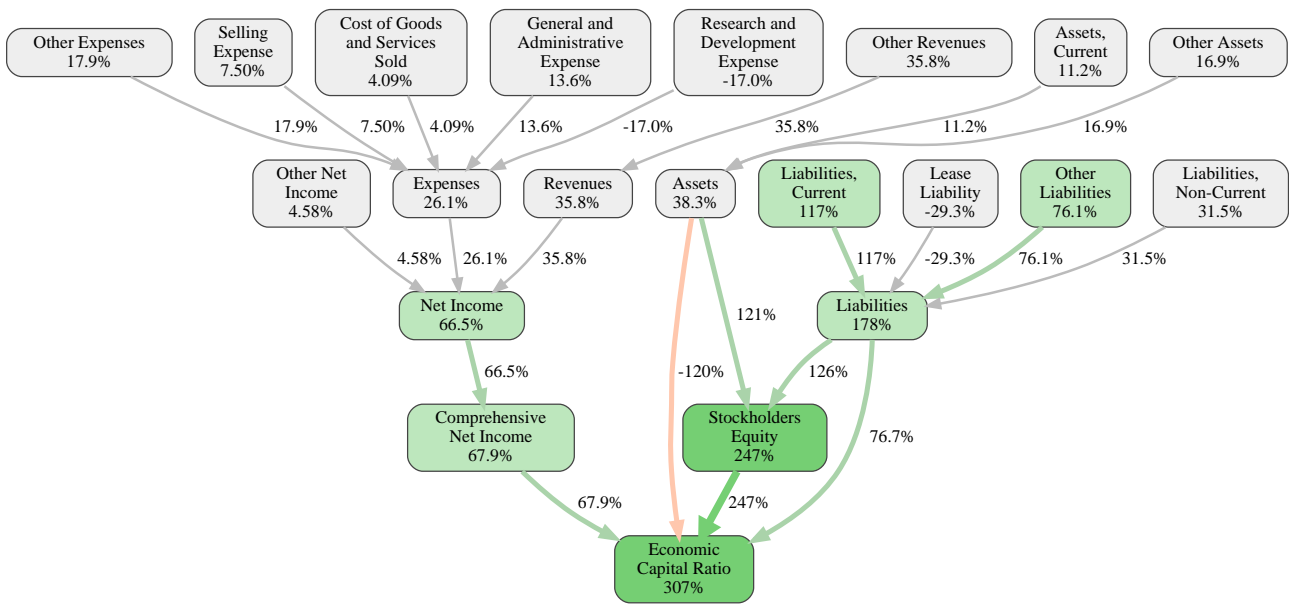 Other Expenses
17.9%
Selling
Expense
7.50%
Cost of Goods
and Services
Sold
4.09%
General and
Administrative
Expense
13.6%
Research and
Development
Expense
-17.0%
Other Revenues
35.8%
Assets,
Current
11.2%
Other Assets
16.9%
17.9%
7.50%
4.09%
13.6%
-17.0%
35.8%
11.2%
16.9%
Other Net
Income
4.58%
Expenses
26.1%
Revenues
35.8%
Assets
38.3%
Liabilities,
Current
117%
Lease
Liability
-29.3%
Other
Liabilities
76.1%
Liabilities,
Non-Current
31.5%
4.58%
26.1%
35.8%
117%
-29.3%
76.1%
31.5%
Net Income
66.5%
Liabilities
178%
121%
66.5%
-120%
126%
Comprehensive
Net Income
67.9%
Stockholders
Equity
247%
76.7%
67.9%
247%
Economic
Capital Ratio
307%